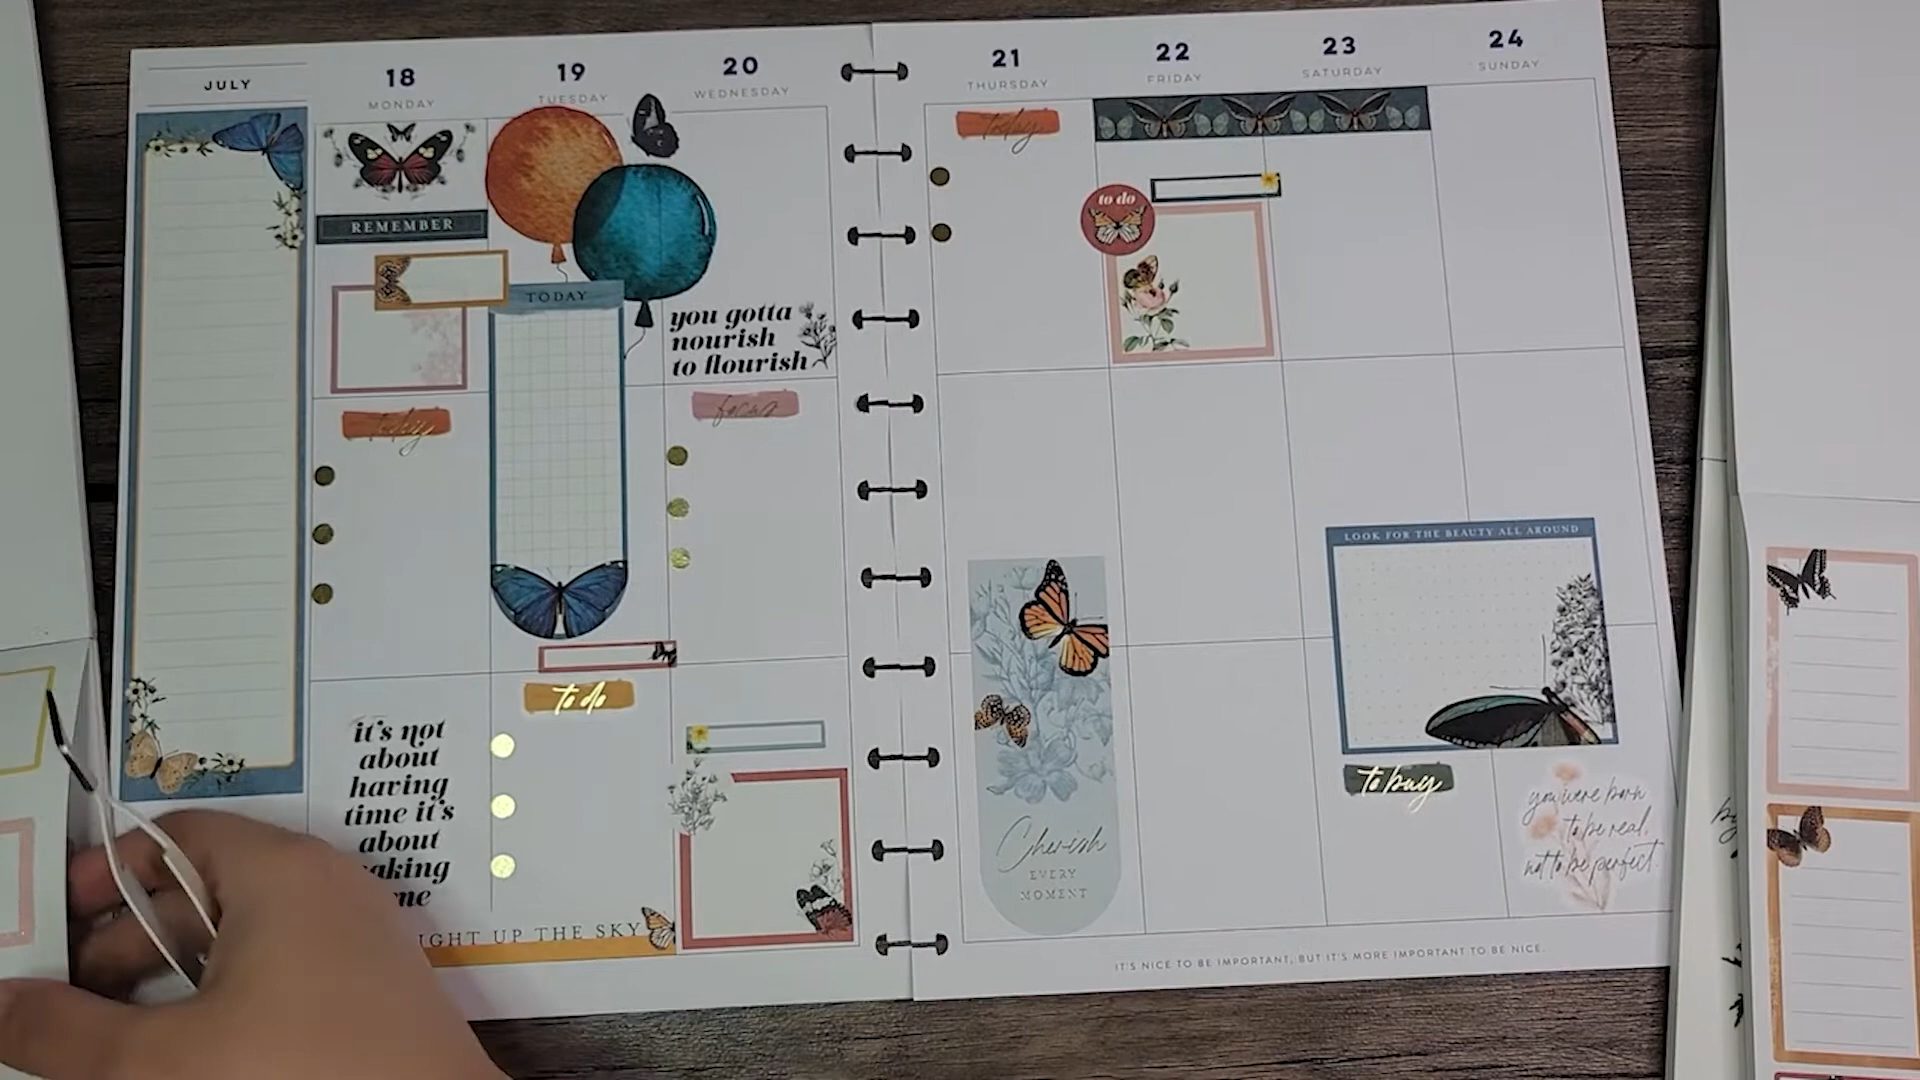 JULY
18
MONDAY
19
TUESDAY
20
WEDNESDAY
21
THURSDAY
22
FRIDAY
23
SATURDAY
24
SUNDAY
REMEMBER
TODAY
you gotta
nourish
to flourish
today
focus
it's not
about
having
time it's
about
to do
IGHT UP THE SKY
today
to do
LOOK FOR THE BEAUTY ALL AROUND
Cherish
EVERY
MOMENT
to buy
you were born
to be real,
not to be perfect.
IT'S NICE TO BE IMPORTANT, BUT IT'S MORE IMPORTANT TO BE NICE.